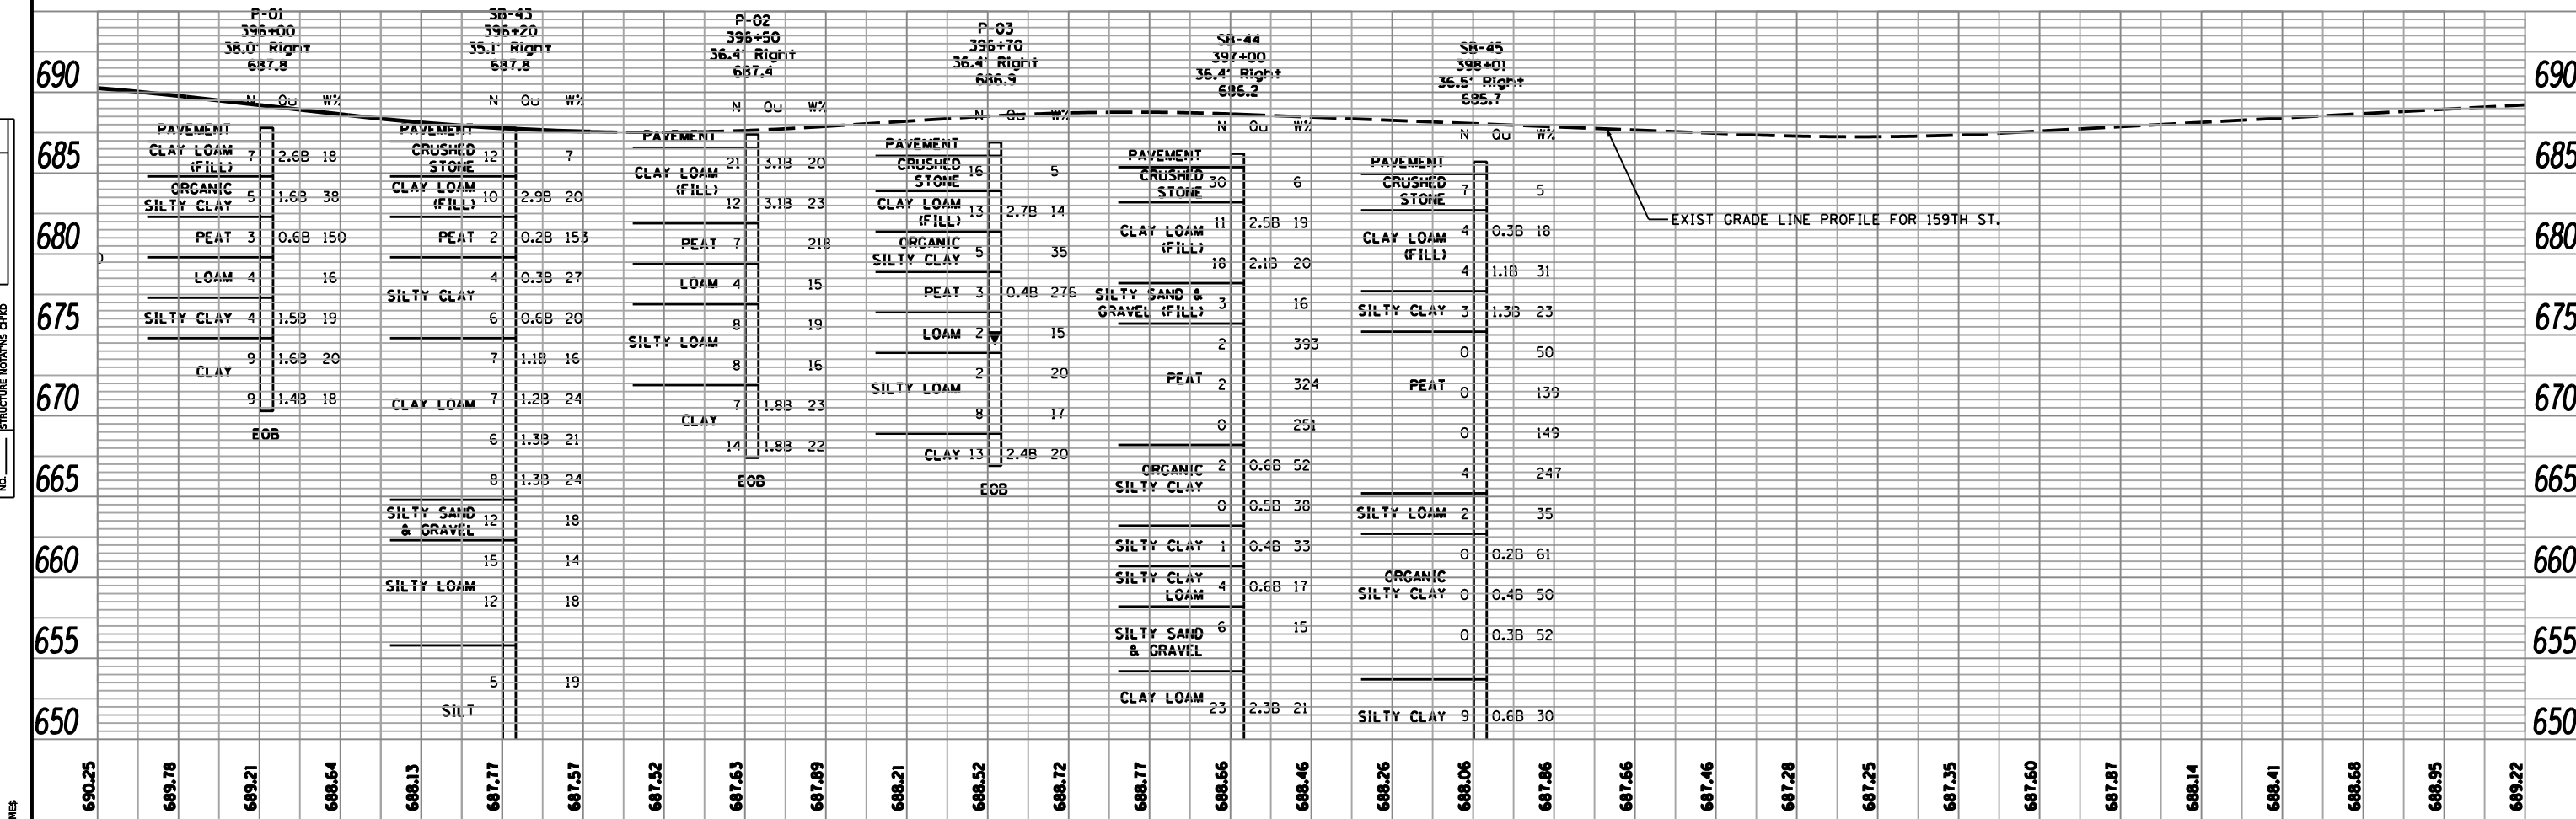 P-01
396+00
38.0' Right
687.8
N Qu W%
PAVEMENT
CLAY LOAM
(FILL)
7 2.6B 18
ORGANIC
SILTY CLAY
5 1.6B 38
PEAT 3 0.6B 150
LOAM 4 16
SILTY CLAY 4 1.5B 19
9 1.6B 20
CLAY
9 1.4B 18
EOB
SB-43
396+20
35.1' Right
687.8
N Qu W%
PAVEMENT
CRUSHED
STONE
12 7
CLAY LOAM
(FILL)
10 2.9B 20
PEAT 2 0.2B 153
4 0.3B 27
SILTY CLAY
6 0.6B 20
7 1.1B 16
CLAY LOAM 7 1.2B 24
6 1.3B 21
8 1.3B 24
SILTY SAND
& GRAVEL
12 18
15 14
SILTY LOAM
12 18
5 19
SILT
P-02
396+50
36.4' Right
687.4
N Qu W%
PAVEMENT
21 3.1B 20
CLAY LOAM
(FILL)
12 3.1B 23
PEAT 7 218
LOAM 4 15
8 19
SILTY LOAM
8 16
7 1.8B 23
CLAY
14 1.8B 22
EOB
P-03
396+70
36.4' Right
686.9
N Qu W%
PAVEMENT
CRUSHED
STONE
16 5
CLAY LOAM
(FILL)
13 2.7B 14
ORGANIC
SILTY CLAY
5 35
PEAT 3 0.4B 276
LOAM 2 15
2 20
SILTY LOAM
8 17
CLAY 13 2.4B 20
EOB
SB-44
397+00
36.4' Right
686.2
N Qu W%
PAVEMENT
CRUSHED
STONE
30 6
11 2.5B 19
CLAY LOAM
(FILL)
18 2.1B 20
SILTY SAND &
GRAVEL (FILL)
3 16
2 393
PEAT 2 324
0 251
ORGANIC
SILTY CLAY
2 0.6B 52
0 0.5B 38
SILTY CLAY 1 0.4B 33
SILTY CLAY
LOAM
4 0.6B 17
SILTY SAND
& GRAVEL
6 15
CLAY LOAM
23 2.3B 21
SB-45
398+01
36.5' Right
685.7
N Qu W%
PAVEMENT
CRUSHED
STONE
7 5
4 0.3B 18
CLAY LOAM
(FILL)
4 1.1B 31
SILTY CLAY 3 1.3B 23
0 50
PEAT 0 139
0 149
4 247
SILTY LOAM 2 35
0 0.2B 61
ORGANIC
SILTY CLAY
0 0.4B 50
0 0.3B 52
SILTY CLAY 9 0.6B 30
EXIST GRADE LINE PROFILE FOR 159TH ST.
690 690
685 685
680 680
675 675
670 670
665 665
660 660
655 655
650 650
690.25 689.78 689.21 688.64 688.13 687.77 687.57 687.52 687.63 687.89 688.21 688.52 688.72 688.77 688.66 688.46 688.26 688.06 687.86 687.66 687.46 687.28 687.25 687.35 687.60 687.87 688.14 688.41 688.68 688.95 689.22
NO.
STRUCTURE NOTAT'NS CH'KD
ME$